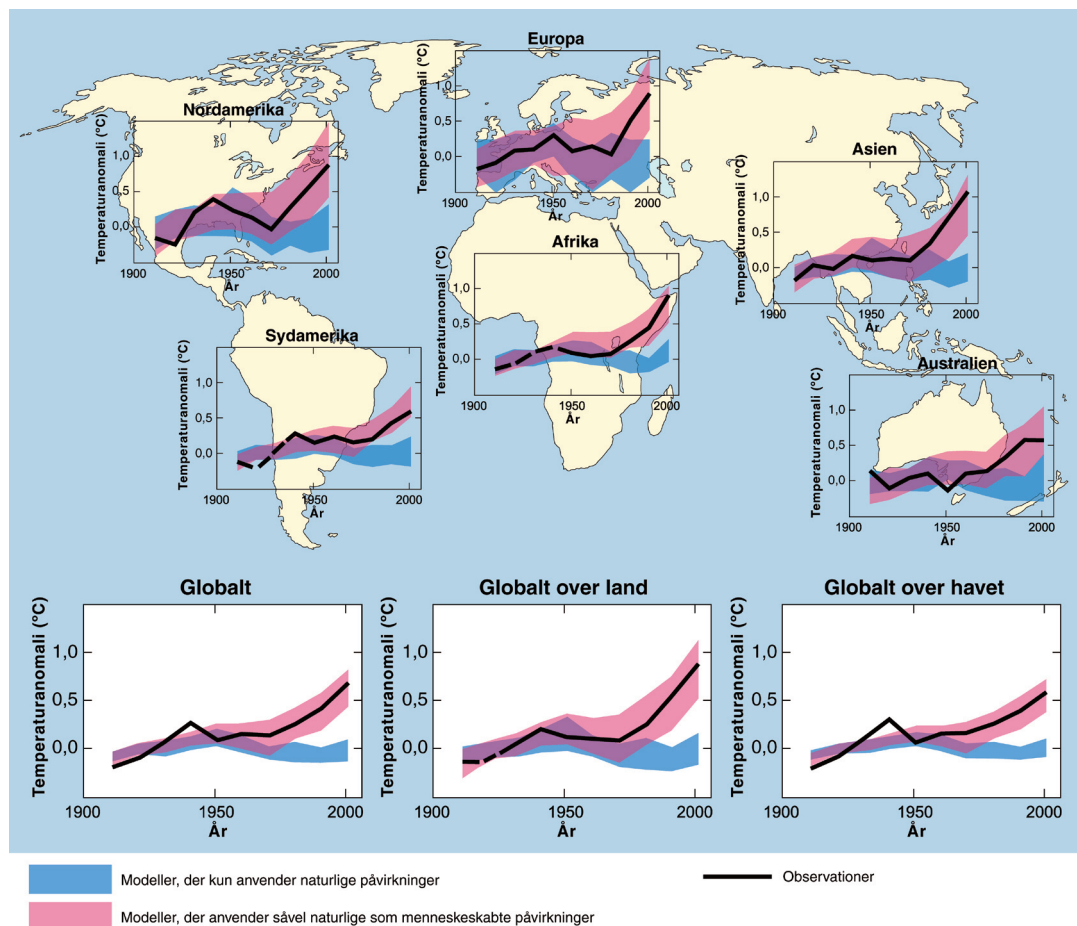 Europa
Temperaturanomali (°C)
1,0
0,5
0,0
1900
1950
2000
År
Nordamerika
Temperaturanomali (°C)
1,0
0,5
0,0
1900
1950
2000
År
Asien
Temperaturanomali (°C)
1,0
0,5
0,0
1900
1950
2000
År
Afrika
Temperaturanomali (°C)
1,0
0,5
0,0
1900
1950
2000
År
Sydamerika
Temperaturanomali (°C)
1,0
0,5
0,0
1900
1950
2000
År
Australien
Temperaturanomali (°C)
1,0
0,5
0,0
1900
1950
2000
År
Globalt
Temperaturanomali (°C)
1,0
0,5
0,0
1900
1950
2000
År
Globalt over land
Temperaturanomali (°C)
1,0
0,5
0,0
1900
1950
2000
År
Globalt over havet
Temperaturanomali (°C)
1,0
0,5
0,0
1900
1950
2000
År
Modeller, der kun anvender naturlige påvirkninger
Observationer
Modeller, der anvender såvel naturlige som menneskeskabte påvirkninger